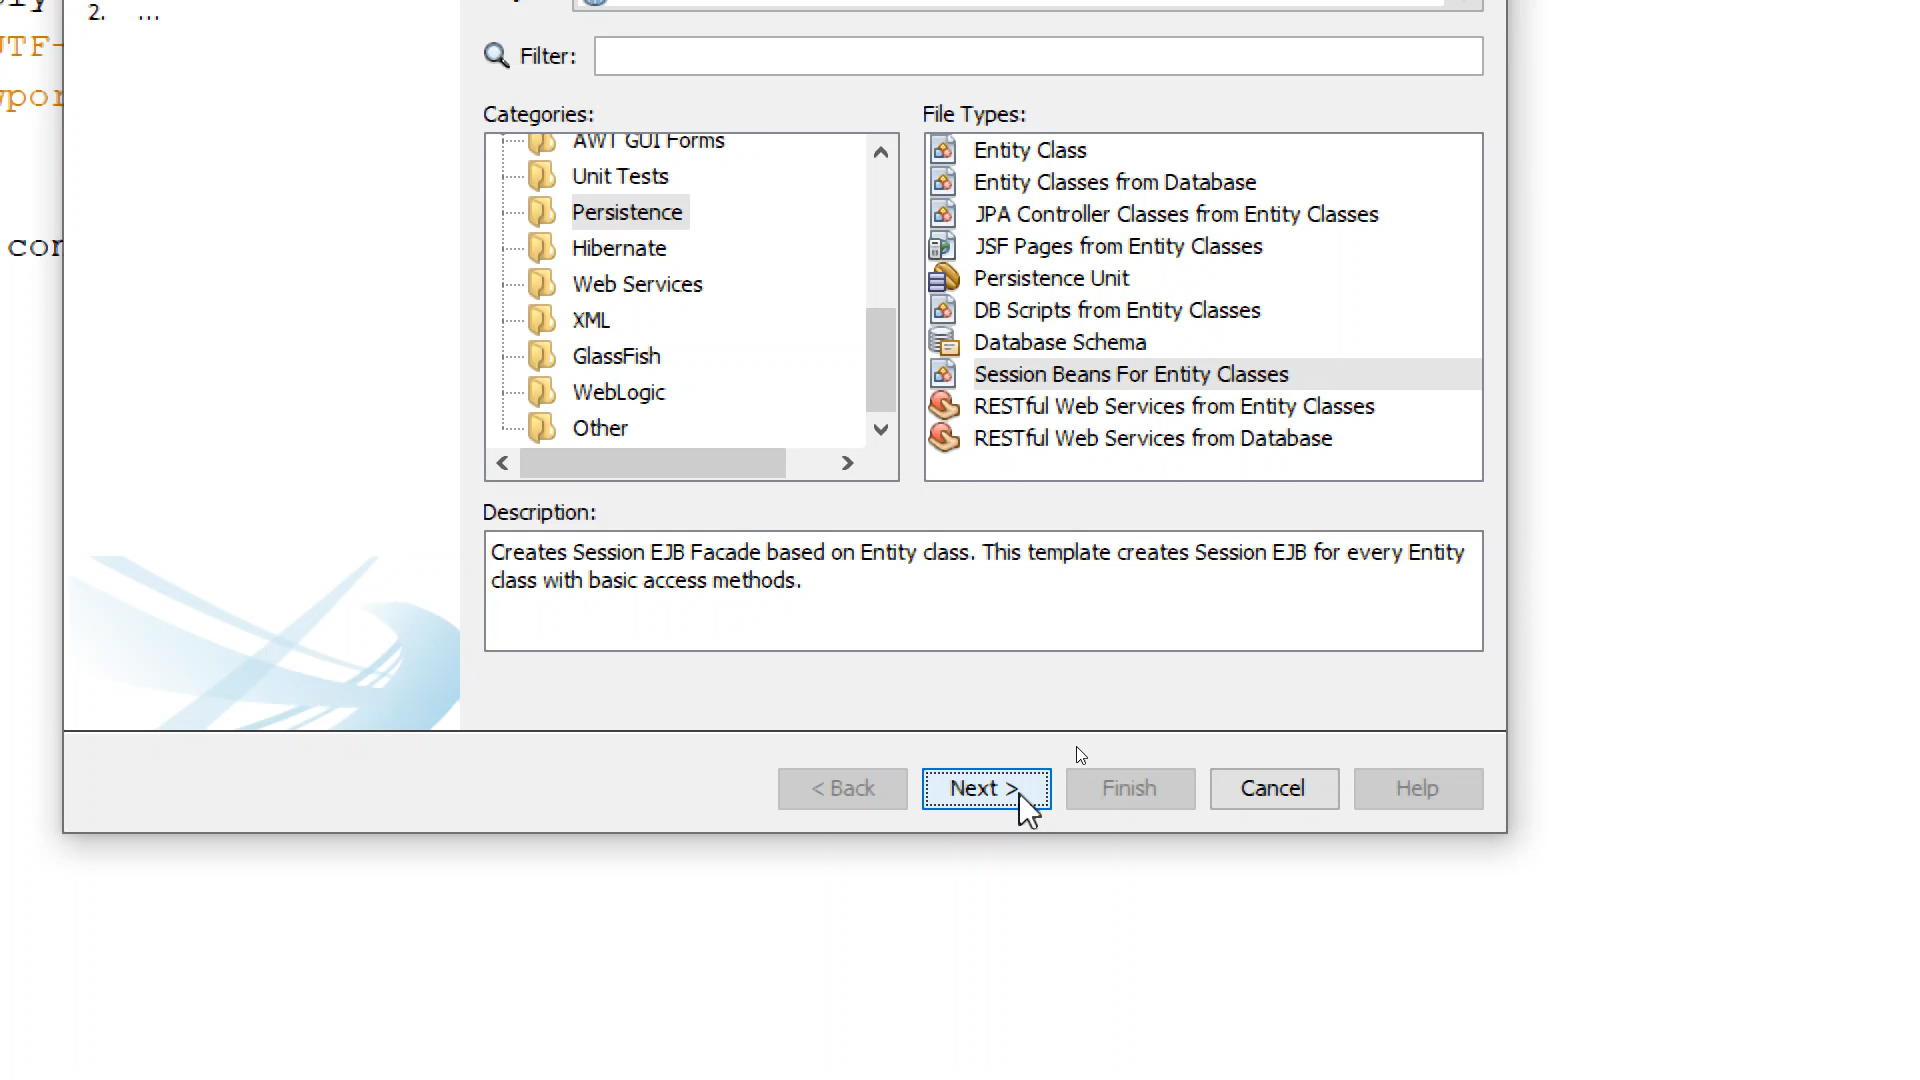 2. ...
UTF-
con
Filter:
Categories:
File Types:
AWT GUI Forms
Unit Tests
Persistence
Hibernate
Web Services
XML
GlassFish
WebLogic
Other
Entity Class
Entity Classes from Database
JPA Controller Classes from Entity Classes
JSF Pages from Entity Classes
Persistence Unit
DB Scripts from Entity Classes
Database Schema
Session Beans For Entity Classes
RESTful Web Services from Entity Classes
RESTful Web Services from Database
Description:
Creates Session EJB Facade based on Entity class. This template creates Session EJB for every Entity
class with basic access methods.
< Back
Next >
Finish
Cancel
Help